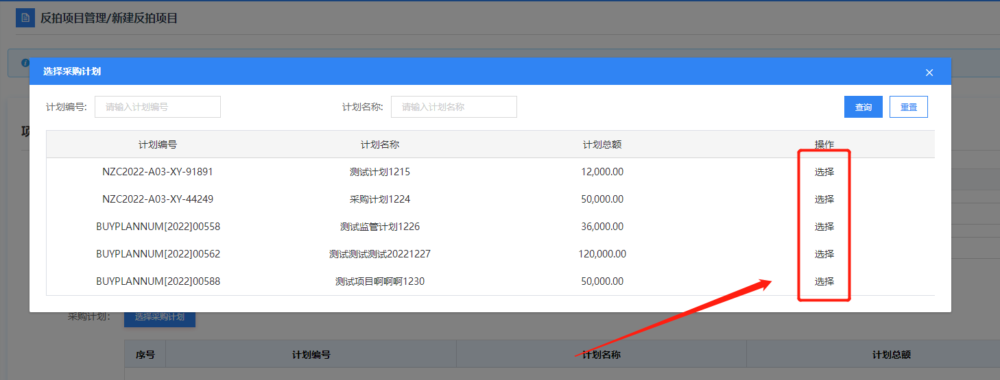 反拍项目管理/新建反拍项目
选择采购计划
计划编号: 请输入计划编号 计划名称: 请输入计划名称 查询 重置
计划编号 计划名称 计划总额 操作
NZC2022-A03-XY-91891 测试计划1215 12,000.00 选择
NZC2022-A03-XY-44249 采购计划1224 50,000.00 选择
BUYPLANNUM[2022]00558 测试监管计划1226 36,000.00 选择
BUYPLANNUM[2022]00562 测试测试测试20221227 120,000.00 选择
BUYPLANNUM[2022]00588 测试项目啊啊啊1230 50,000.00 选择
采购计划: 选择采购计划
序号 计划编号 计划名称 计划总额